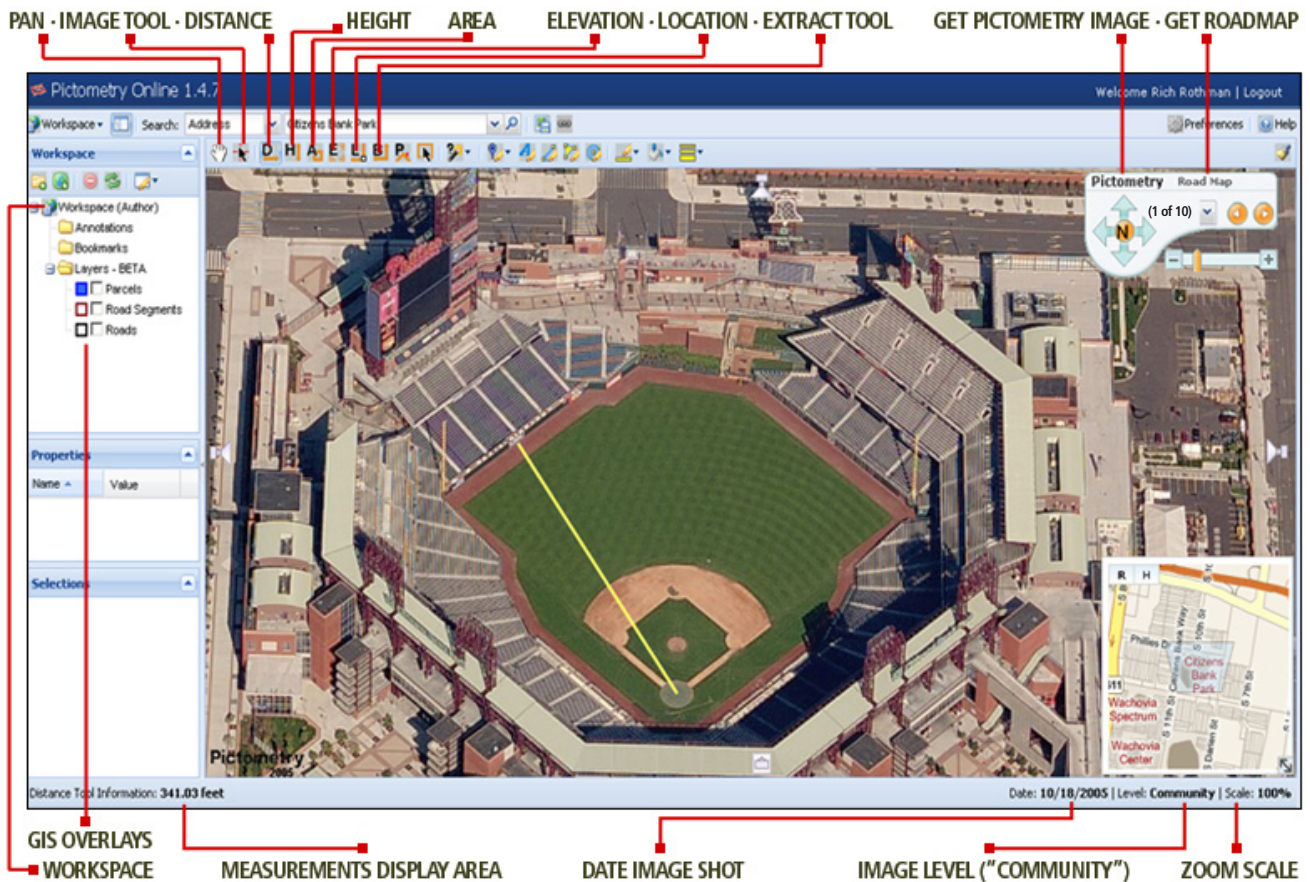 PAN · IMAGE TOOL · DISTANCE HEIGHT AREA ELEVATION · LOCATION · EXTRACT TOOL GET PICTOMETRY IMAGE · GET ROADMAP
Pictometry Online 1.4.7 Welcome Rich Rothman | Logout
Workspace Search: Address Citizens Bank Park Preferences Help
Workspace D H A E L B P
Pictometry Road Map
Workspace (Author) (1 of 10)
N
Annotations
Bookmarks
Layers - BETA
Parcels
Road Segments
Roads
Properties
Name Value
Selections
R H
S 10th St
Citizens Bank Way
Phillies D
Citizens
Bank
Park
611
S 7th St
Wachovia
Spectrum
S 11th St
S Darien St
Wachovia
Center
Pictometry
2005
Distance Tool Information: 341.03 feet Date: 10/18/2005 | Level: Community | Scale: 100%
GIS OVERLAYS
WORKSPACE MEASUREMENTS DISPLAY AREA DATE IMAGE SHOT IMAGE LEVEL ("COMMUNITY") ZOOM SCALE